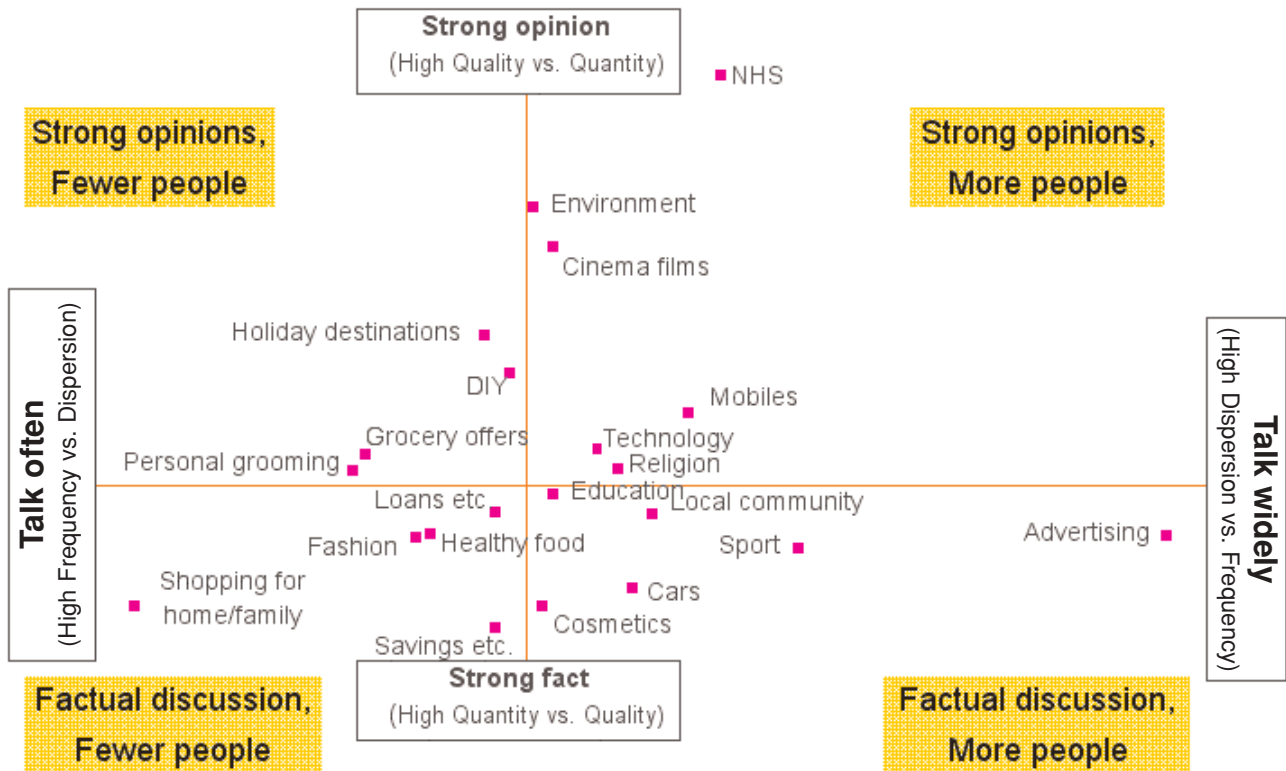 Strong opinion
(High Quality vs. Quantity)
NHS
Strong opinions,
Fewer people
Strong opinions,
More people
Environment
Cinema films
Talk often
(High Frequency vs. Dispersion)
Talk widely
(High Dispersion vs. Frequency)
Holiday destinations
DIY
Mobiles
Grocery offers
Technology
Personal grooming
Religion
Education
Loans etc
Local community
Fashion
Healthy food
Sport
Advertising
Shopping for
home/family
Cars
Cosmetics
Savings etc.
Strong fact
(High Quantity vs. Quality)
Factual discussion,
Fewer people
Factual discussion,
More people